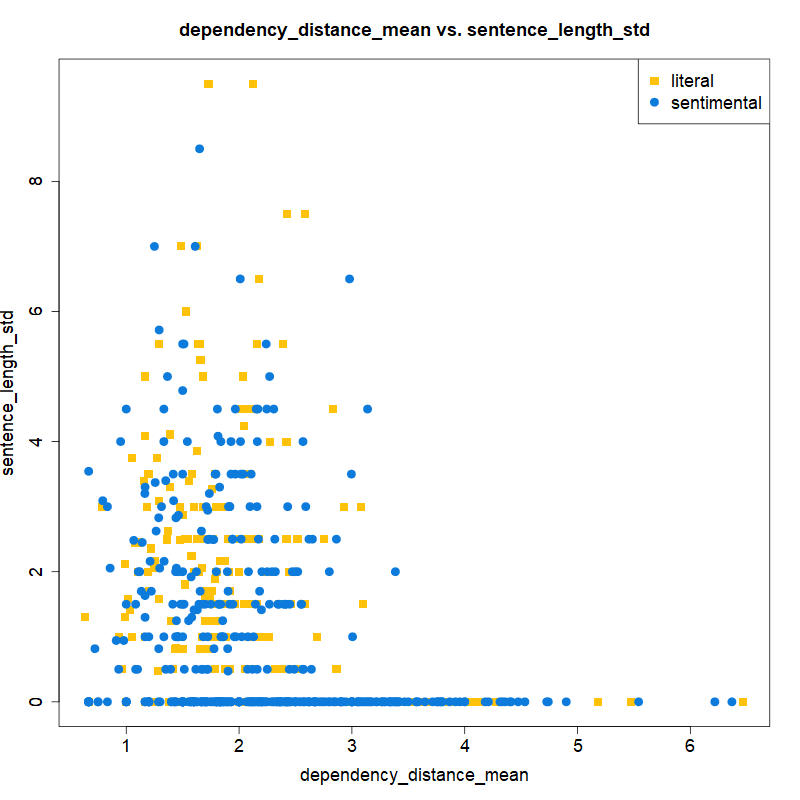 dependency_distance_mean vs. sentence_length_std
literal
sentimental
sentence_length_std
8
6
4
2
0
1 2 3 4 5 6
dependency_distance_mean